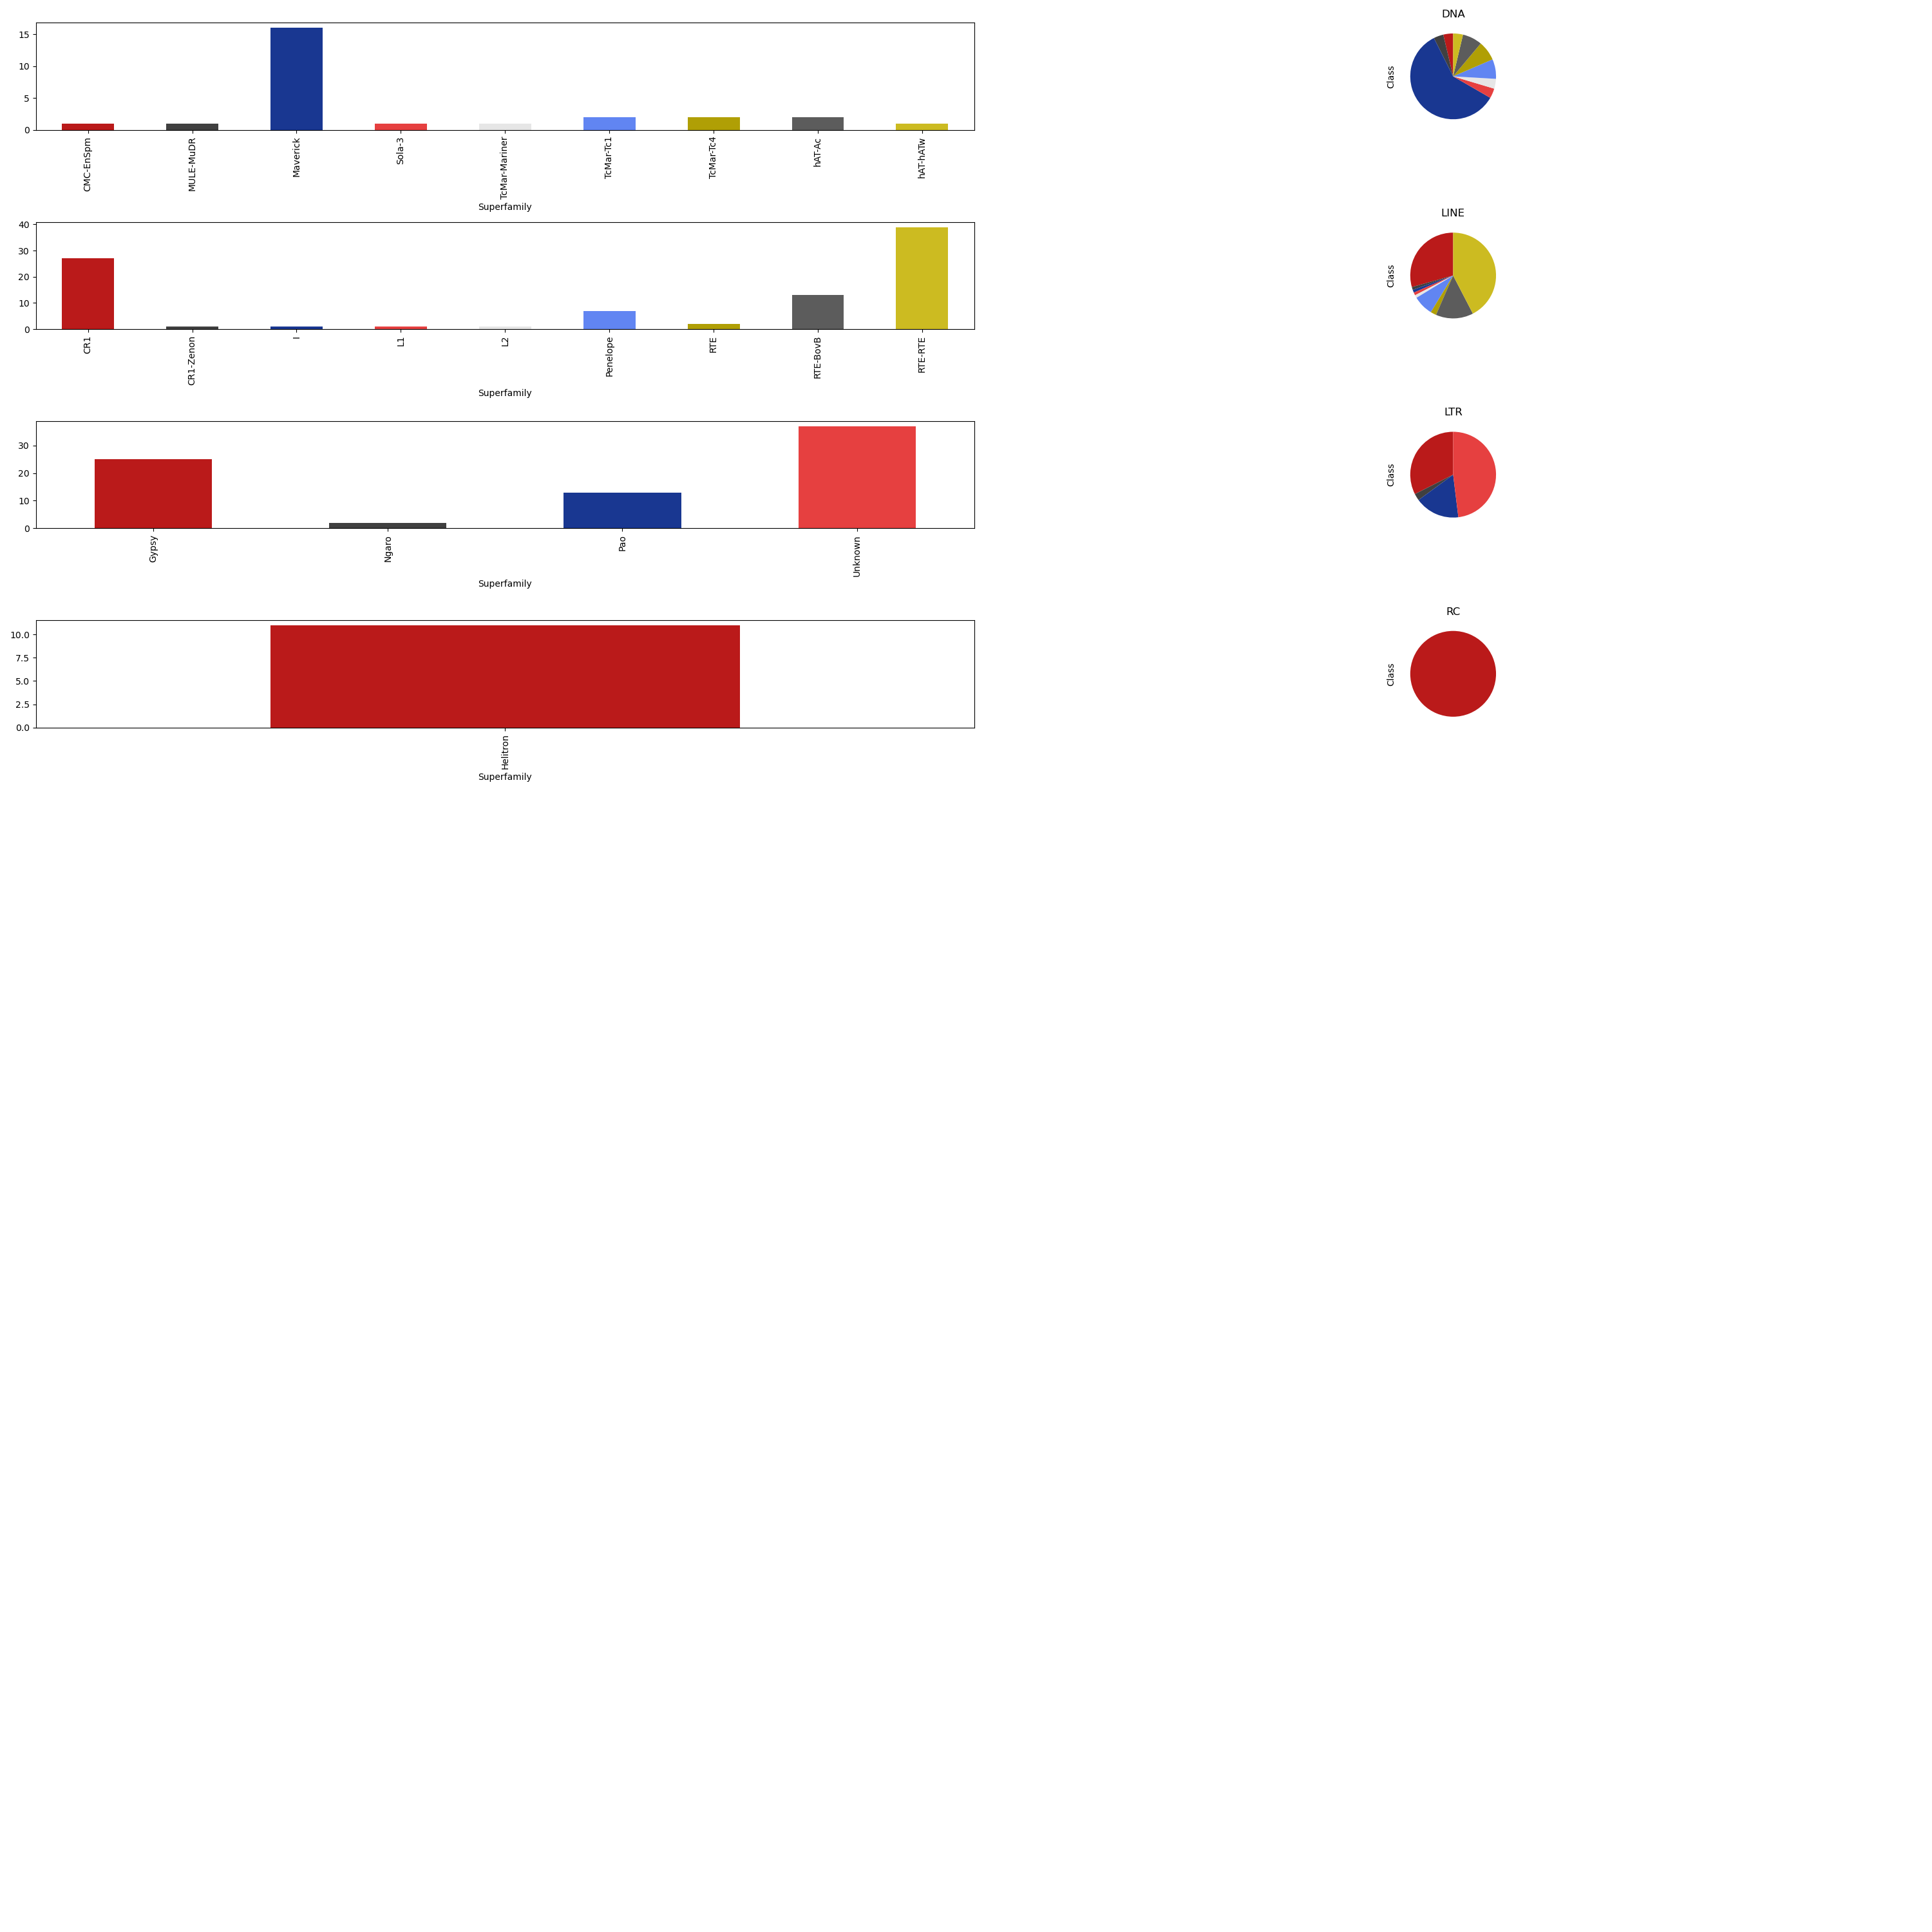 DNA
15
10
5
0
Class
CMC-EnSpm
MULE-MuDR
Maverick
Sola-3
TcMar-Mariner
TcMar-Tc1
TcMar-Tc4
hAT-Ac
hAT-hATw
Superfamily
LINE
40
30
20
10
0
Class
CR1
CR1-Zenon
I
L1
L2
Penelope
RTE
RTE-BovB
RTE-RTE
Superfamily
LTR
30
20
10
0
Class
Gypsy
Ngaro
Pao
Unknown
Superfamily
RC
10.0
7.5
5.0
2.5
0.0
Class
Helitron
Superfamily